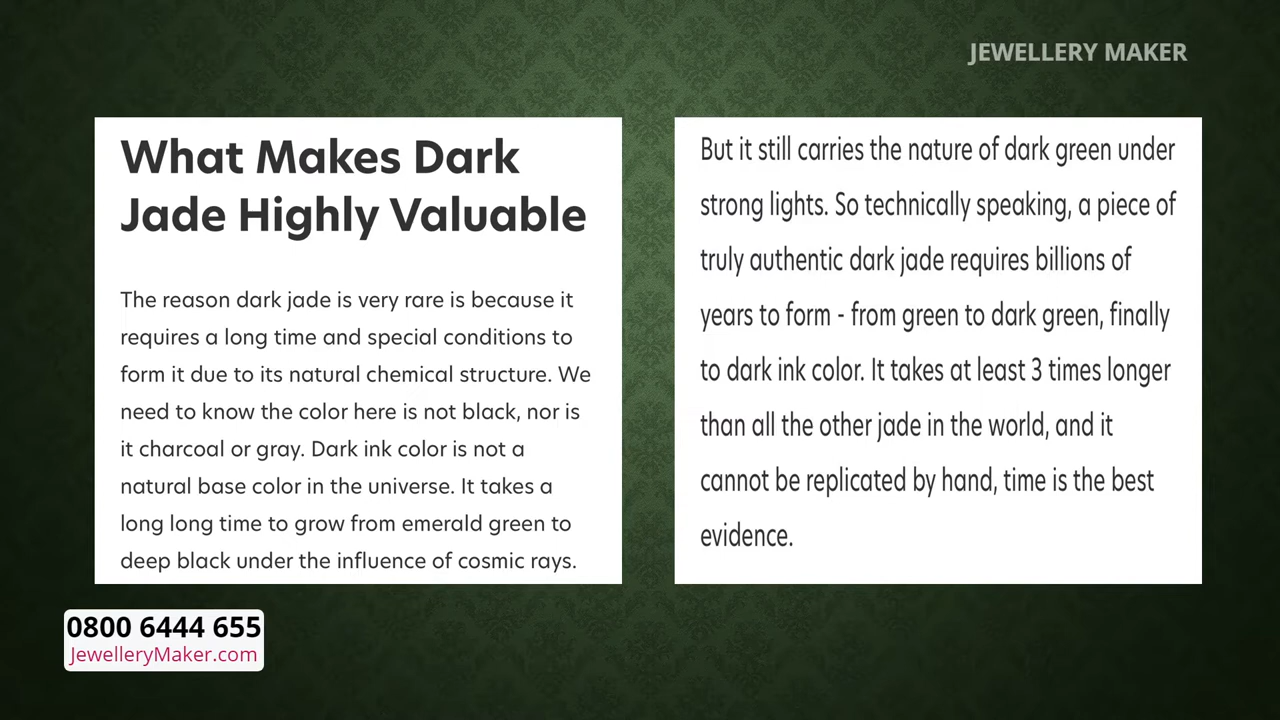 JEWELLERY MAKER
What Makes Dark
Jade Highly Valuable
The reason dark jade is very rare is because it
requires a long time and special conditions to
form it due to its natural chemical structure. We
need to know the color here is not black, nor is
it charcoal or gray. Dark ink color is not a
natural base color in the universe. It takes a
long long time to grow from emerald green to
deep black under the influence of cosmic rays.
But it still carries the nature of dark green under
strong lights. So technically speaking, a piece of
truly authentic dark jade requires billions of
years to form - from green to dark green, finally
to dark ink color. It takes at least 3 times longer
than all the other jade in the world, and it
cannot be replicated by hand, time is the best
evidence.
0800 6444 655
JewelleryMaker.com